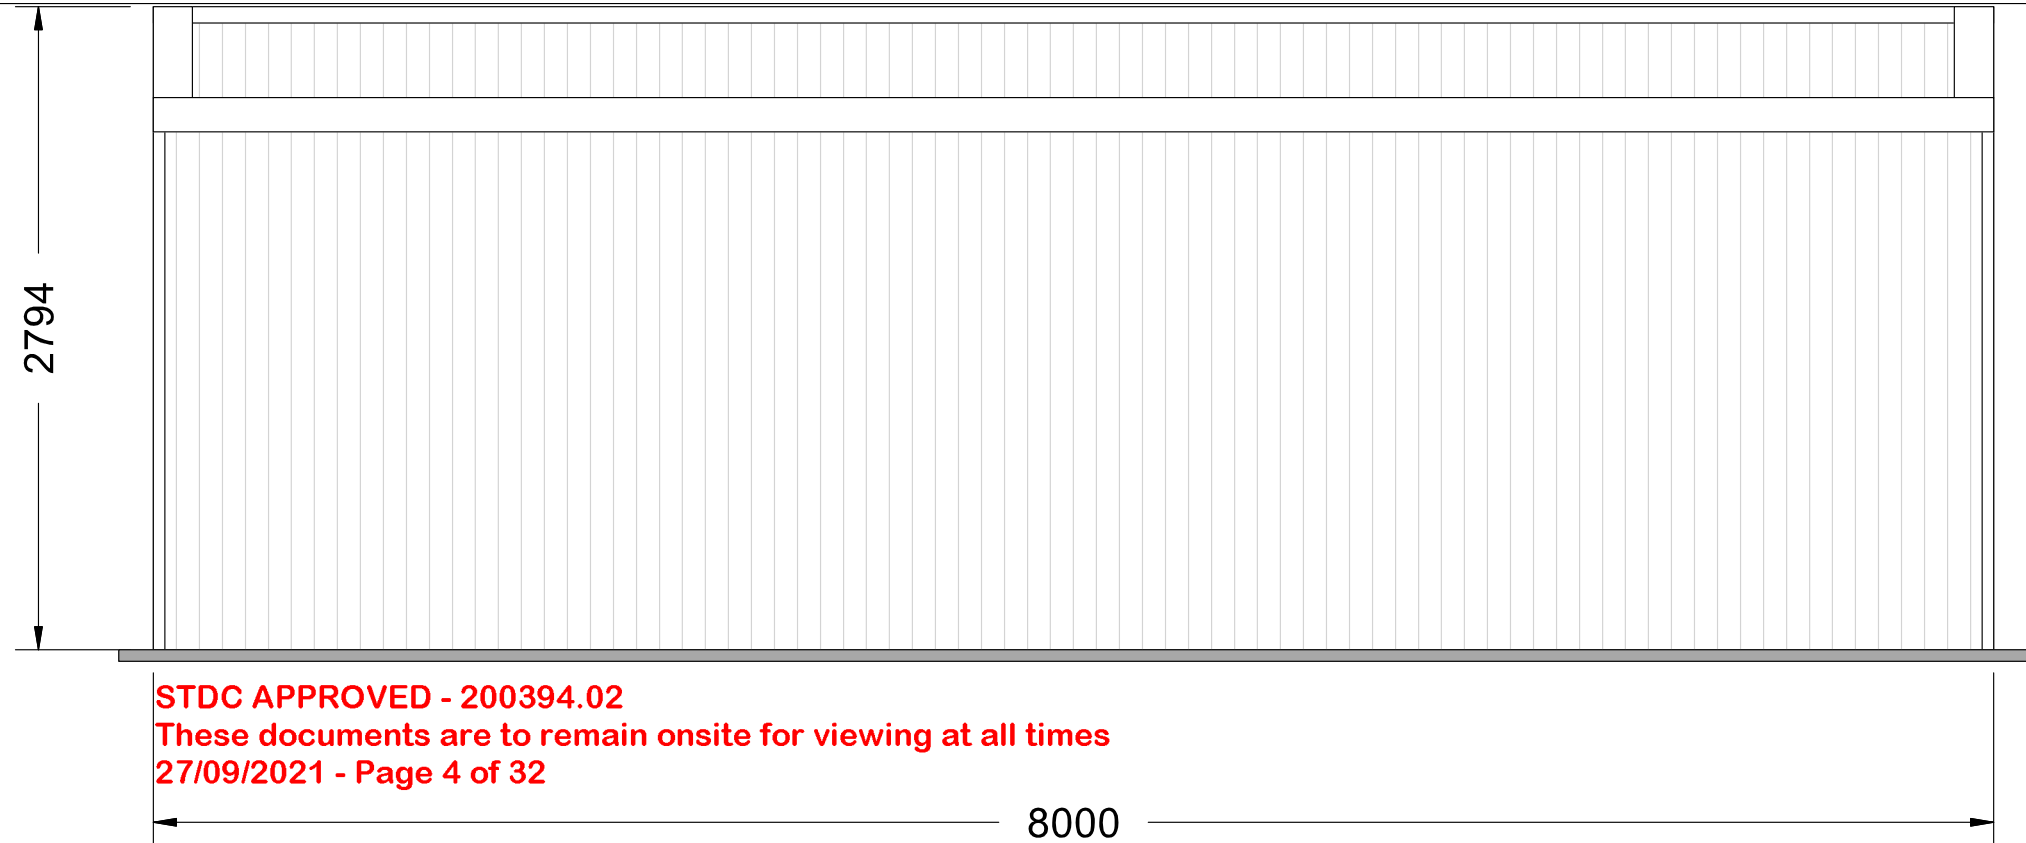 2794
STDC APPROVED - 200394.02
These documents are to remain onsite for viewing at all times
27/09/2021 - Page 4 of 32
8000